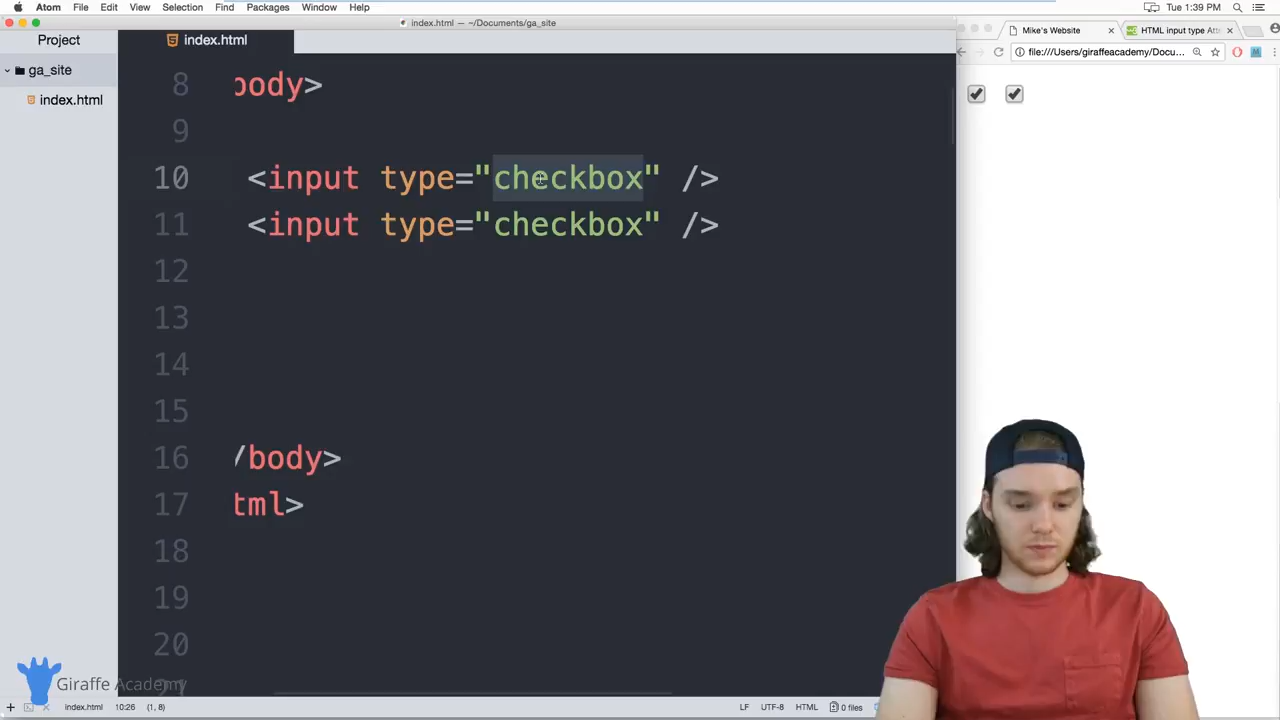 Atom File Edit View Selection Find Packages Window Help
Tue 1:39 PM
index.html — ~/Documents/ga_site
Project
index.html
Mike's Website
HTML input type Att
file:///Users/giraffeacademy/Docu...
ga_site
index.html
8 body>
9
10 <input type="checkbox" />
11 <input type="checkbox" />
12
13
14
15
16 /body>
17 tml>
18
19
20
Giraffe Academy
index.html 10:26 (1, 8)
LF UTF-8 HTML 0 files